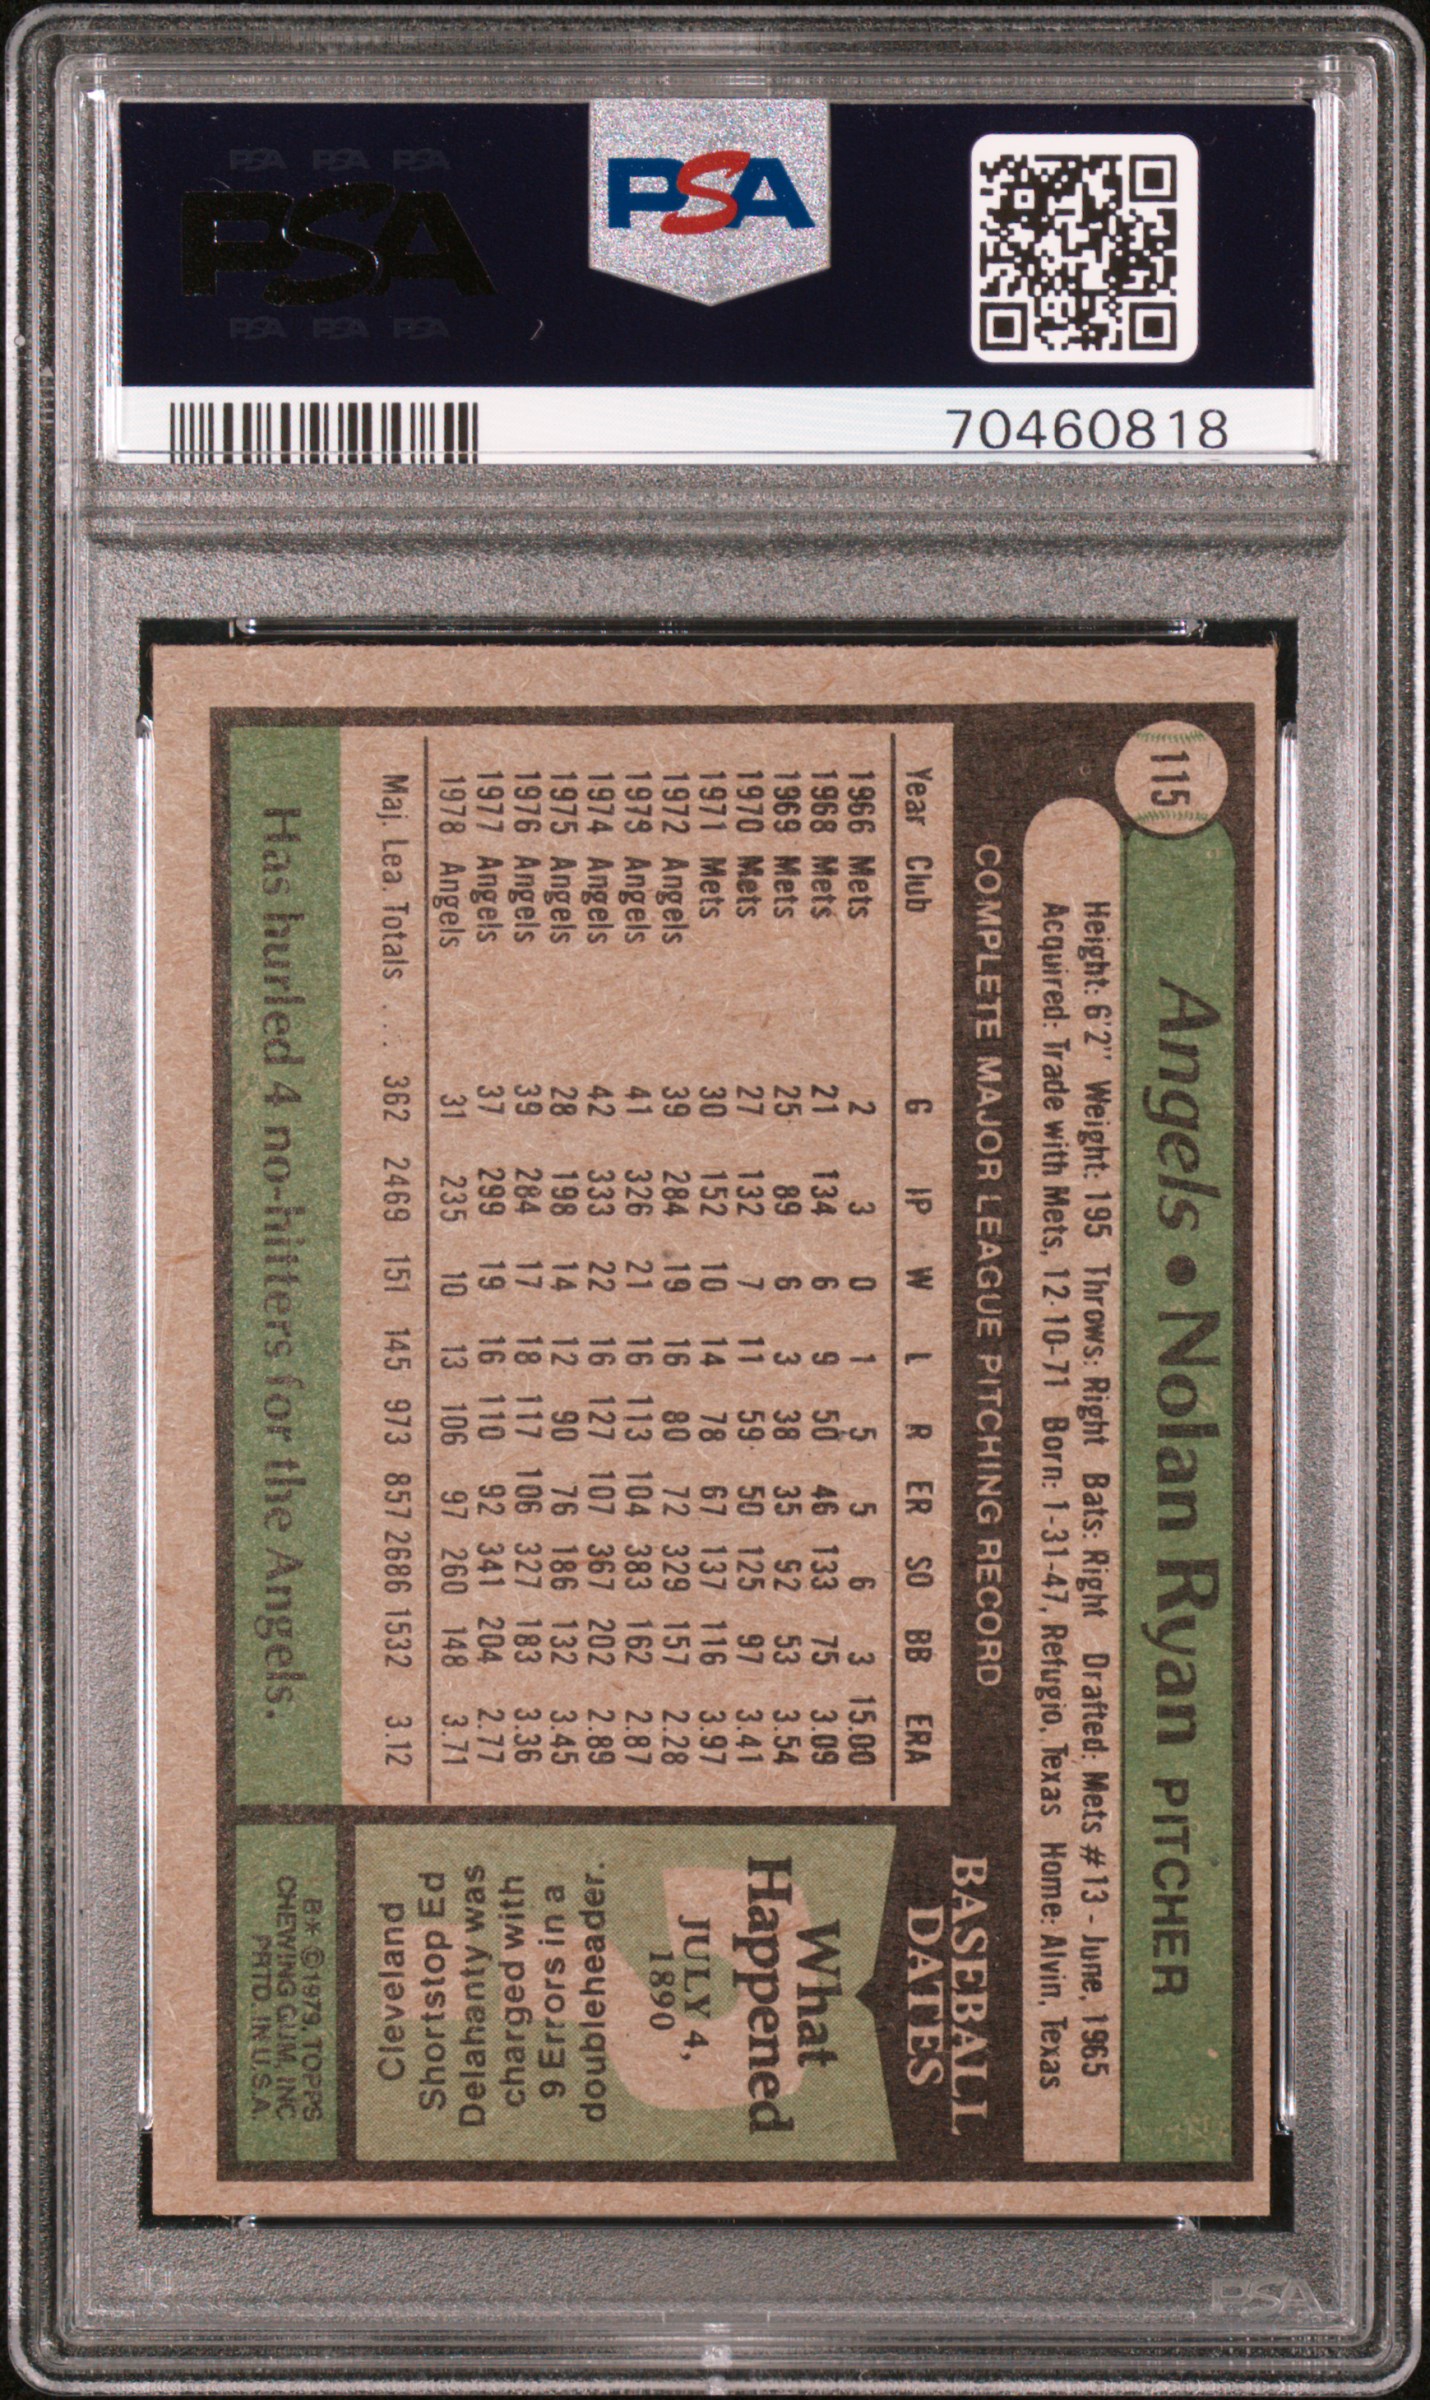 PSA PSA PSA
PSA
PSA PSA PSA
PSA
70460818
115
Angels • Nolan Ryan PITCHER
Height: 6'2" Weight: 195 Throws: Right Bats: Right Drafted: Mets #13 - June, 1965
Acquired: Trade with Mets, 12-10-71 Born: 1-31-47, Refugio, Texas Home: Alvin, Texas
COMPLETE MAJOR LEAGUE PITCHING RECORD
Year Club G IP W L R ER SO BB ERA
1966 Mets 2 3 0 1 5 5 6 3 15.00
1968 Mets 21 134 6 9 50 46 133 75 3.09
1969 Mets 25 89 6 3 38 35 92 53 3.54
1970 Mets 27 132 7 11 59 50 125 97 3.41
1971 Mets 30 152 10 14 78 67 137 116 3.97
1972 Angels 39 284 19 16 80 72 329 157 2.28
1973 Angels 41 326 21 16 113 104 383 162 2.87
1974 Angels 42 333 22 16 127 107 367 202 2.89
1975 Angels 28 198 14 12 90 76 186 132 3.45
1976 Angels 39 284 17 18 117 106 327 183 3.36
1977 Angels 37 299 19 16 110 92 341 204 2.77
1978 Angels 31 235 10 13 106 97 260 148 3.71
Maj. Lea. Totals . . . 362 2469 151 145 973 857 2686 1532 3.12
Has hurled 4 no-hitters for the Angels.
BASEBALL
DATES
What
Happened
JULY 4,
1890
Cleveland
Shortstop Ed
Delahanty was
charged with
9 Errors in a
doubleheader.
B* ©1979, TOPPS
CHEWING GUM, INC.
PRTD. IN U.S.A.
PSA